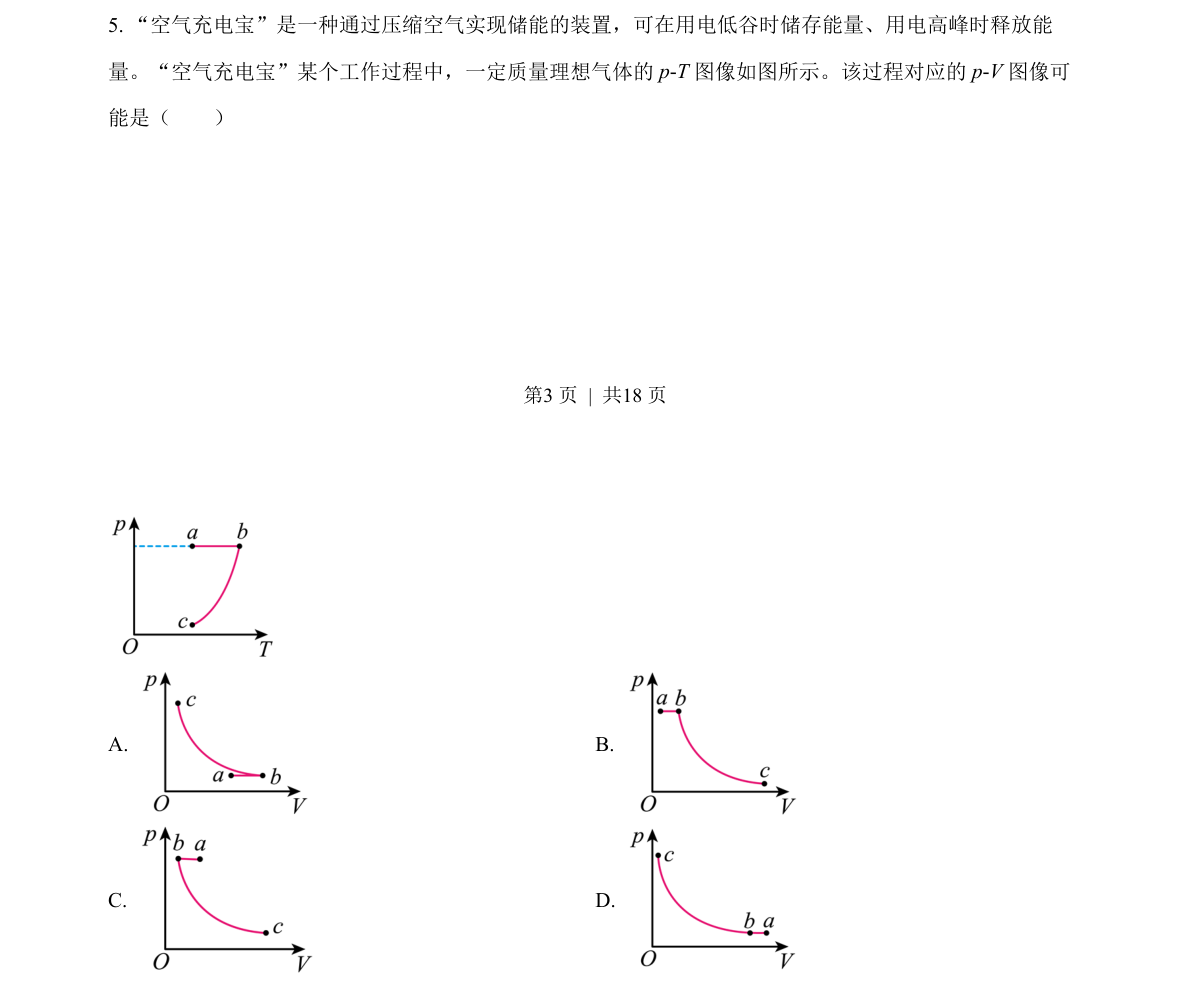 5. “空气充电宝”是一种通过压缩空气实现储能的装置，可在用电低谷时储存能量、用电高峰时释放能
量。“空气充电宝”某个工作过程中，一定质量理想气体的 p-T 图像如图所示。该过程对应的 p-V 图像可
能是（　　）
第3 页 | 共18 页
p a b
c
O T
p c
A. a b
O V
p a b
B. c
O V
p b a
C. c
O V
p c
D. b a
O V